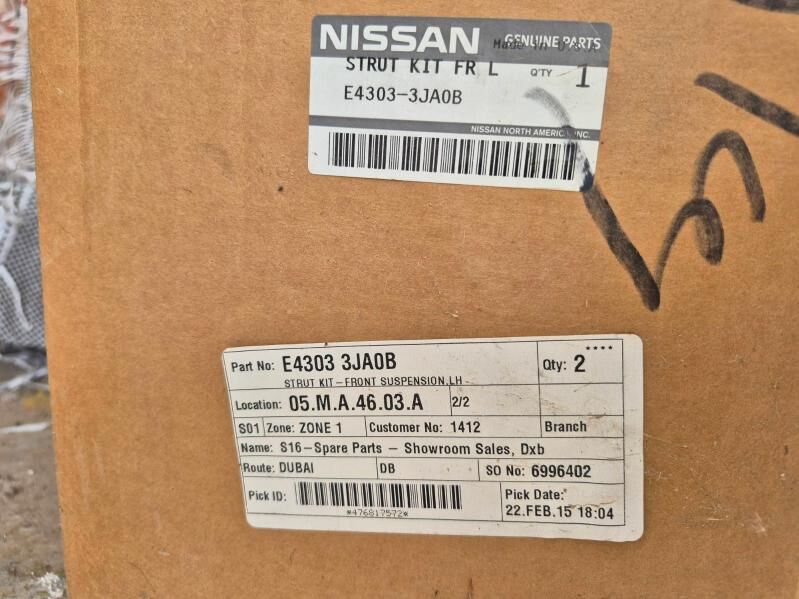 NISSAN GENUINE PARTS
Made in U.S.A
STRUT KIT FR L Q'TY 1
E4303-3JA0B
NISSAN NORTH AMERICA, INC.
****
Part No: E4303 3JA0B Qty: 2
STRUT KIT-FRONT SUSPENSION,LH
Location: 05.M.A.46.03.A 2/2
S01 Zone: ZONE 1 Customer No: 1412 Branch
Name: S16-Spare Parts - Showroom Sales, Dxb
Route: DUBAI DB SO No: 6996402
Pick ID: Pick Date:
*476817572* 22.FEB.15 18:04